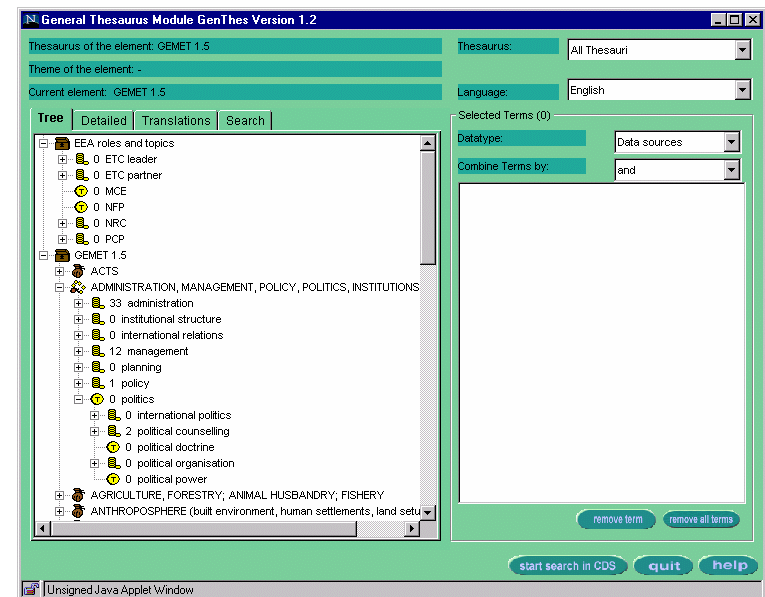 General Thesaurus Module GenThes Version 1.2
Thesaurus of the element: GEMET 1.5
Theme of the element: -
Current element: GEMET 1.5
Thesaurus:
All Thesauri
Language:
English
Tree
Detailed
Translations
Search
EEA roles and topics
0 ETC leader
0 ETC partner
T 0 MCE
T 0 NFP
0 NRC
0 PCP
GEMET 1.5
ACTS
ADMINISTRATION, MANAGEMENT, POLICY, POLITICS, INSTITUTIONS
33 administration
0 institutional structure
0 international relations
12 management
0 planning
1 policy
T 0 politics
0 international politics
2 political counselling
T 0 political doctrine
0 political organisation
T 0 political power
AGRICULTURE, FORESTRY; ANIMAL HUSBANDRY; FISHERY
ANTHROPOSPHERE (built environment, human settlements, land setu
Selected Terms (0)
Datatype:
Data sources
Combine Terms by:
and
remove term
remove all terms
start search in CDS
quit
help
Unsigned Java Applet Window